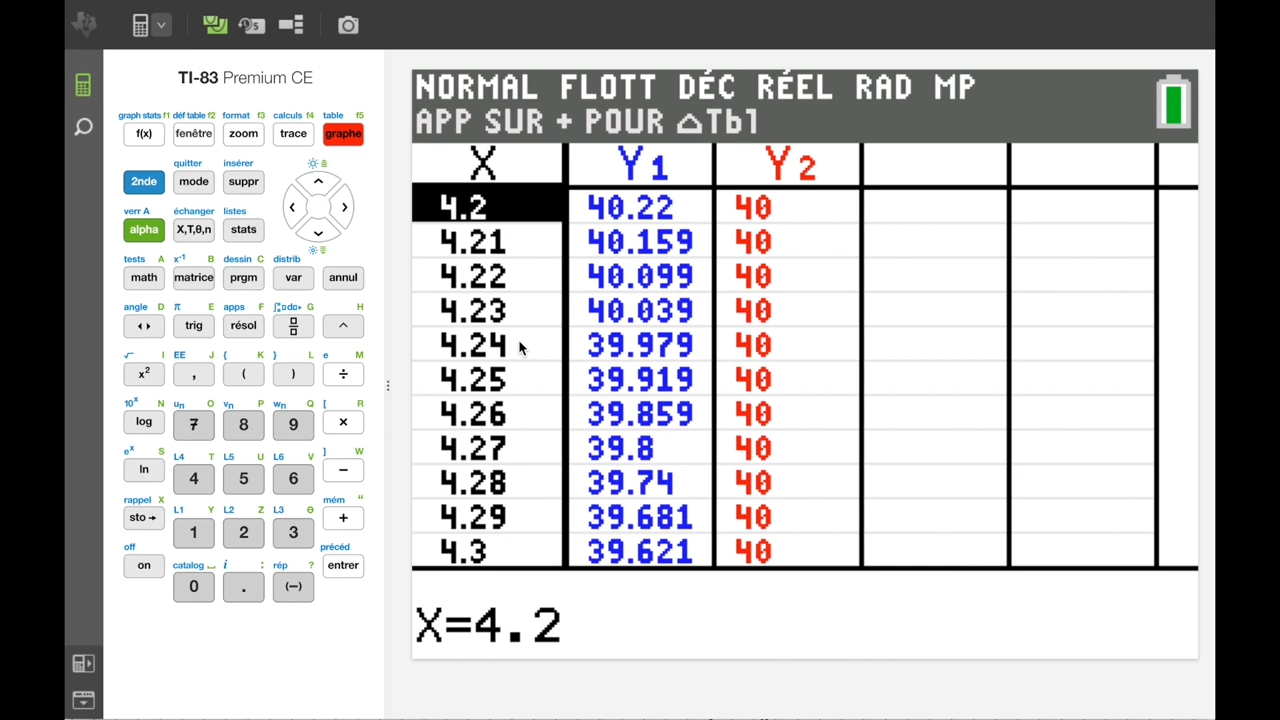 TI-83 Premium CE
graph stats f1 déf table f2 format f3 calculs f4 table f5
f(x) fenêtre zoom trace graphe
quitter insérer
2nde mode suppr
verr A échanger listes
alpha X,T,θ,n stats
tests A x⁻¹ B dessin C distrib
math matrice prgm var annul
angle D π E apps F G H
trig résol ^
√ I EE J { K } L e M
x² , ( ) ÷
10ˣ N uₙ O vₙ P wₙ Q [ R
log 7 8 9 ×
eˣ S L4 T L5 U L6 V ] W
ln 4 5 6 −
rappel X L1 Y L2 Z L3 θ mém “
sto → 1 2 3 +
off catalog ⎵ i : rép ? précéd
on 0 . (−) entrer
NORMAL FLOTT DÉC RÉEL RAD MP
APP SUR + POUR △Tbl
X Y1 Y2
4.2 40.22 40
4.21 40.159 40
4.22 40.099 40
4.23 40.039 40
4.24 39.979 40
4.25 39.919 40
4.26 39.859 40
4.27 39.8 40
4.28 39.74 40
4.29 39.681 40
4.3 39.621 40
X=4.2